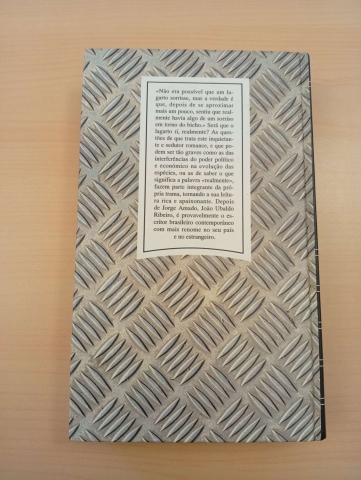 «Não era possível que um la-
garto sorrisse, mas a verdade é
que, depois de se aproximar
mais um pouco, sentiu que real-
mente havia algo de um sorriso
em torno do bicho.» Será que o
lagarto ri, realmente? As ques-
tões de que trata este inquietan-
te e sedutor romance, e que po-
dem ser tão graves como as das
interferências do poder político
e económico na evolução das
espécies, ou as de saber o que
significa a palavra «realmente»,
fazem parte integrante da pró-
pria trama, tornando a sua leitu-
ra rica e apaixonante. Depois
de Jorge Amado, João Ubaldo
Ribeiro, é provavelmente o es-
critor brasileiro contemporâneo
com mais renome no seu país
e no estrangeiro.